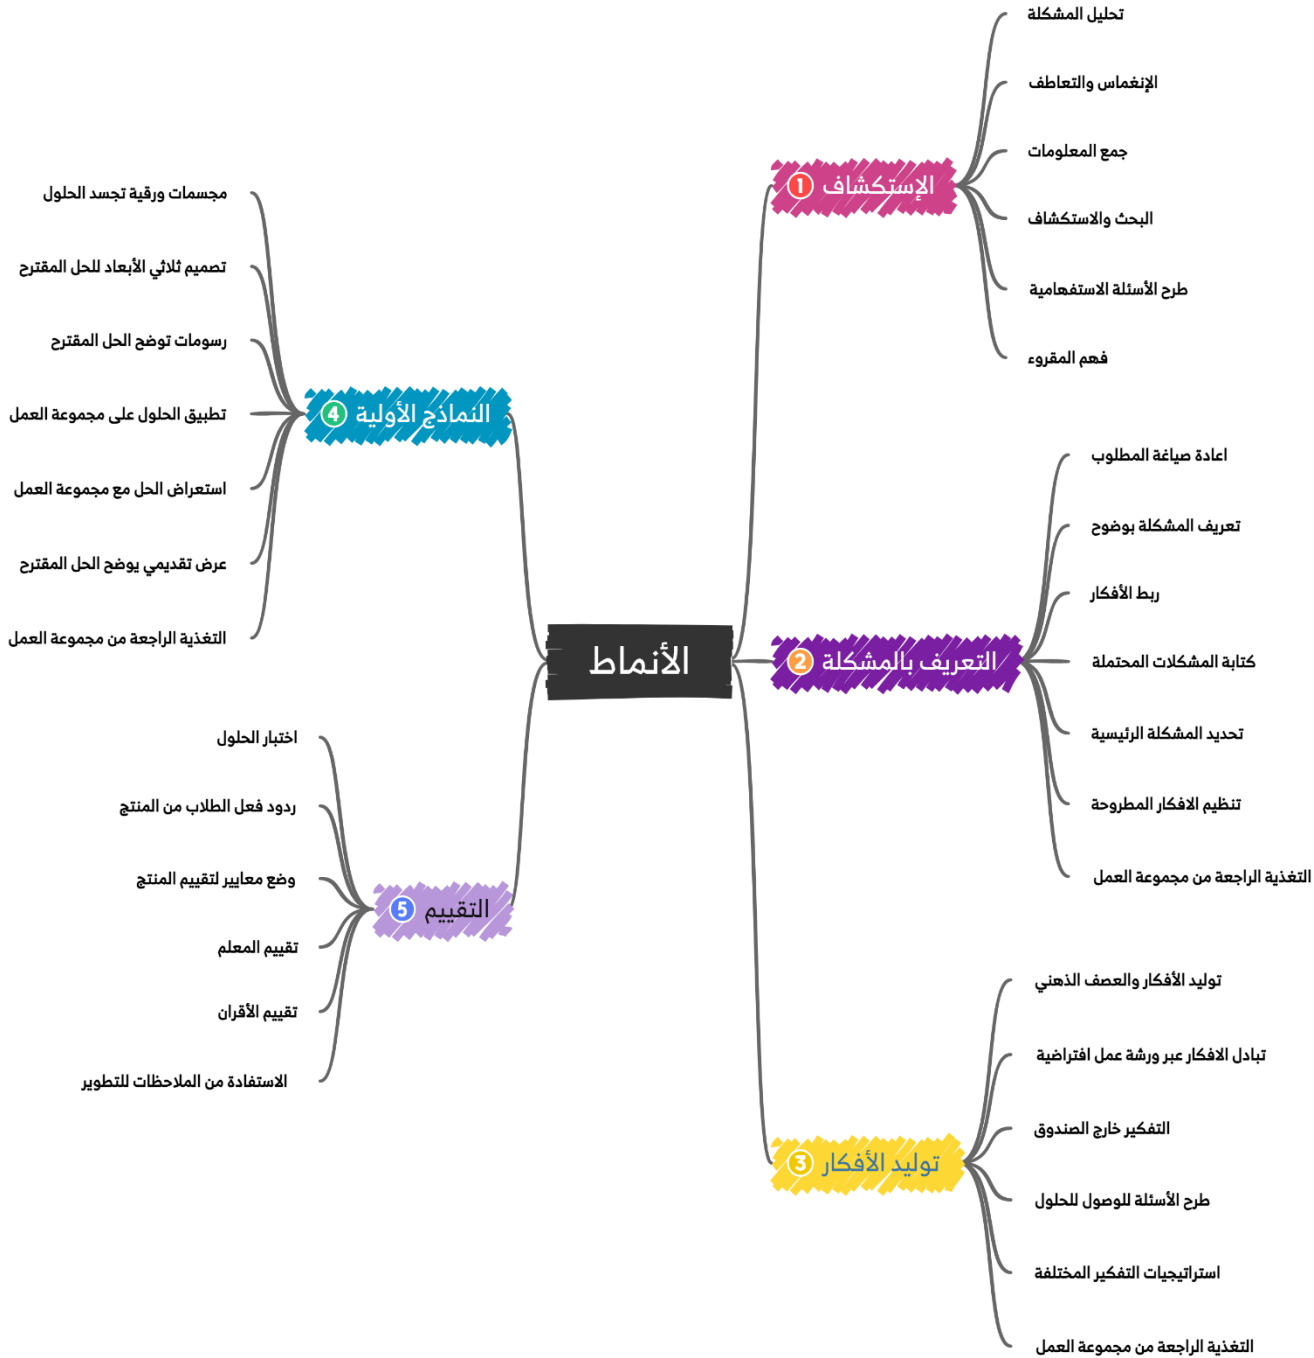 الأنماط
الإستكشاف 1
تحليل المشكلة
الإنغماس والتعاطف
جمع المعلومات
البحث والاستكشاف
طرح الأسئلة الاستفهامية
فهم المقروء
التعريف بالمشكلة 2
اعادة صياغة المطلوب
تعريف المشكلة بوضوح
ربط الأفكار
كتابة المشكلات المحتملة
تحديد المشكلة الرئيسية
تنظيم الافكار المطروحة
التغذية الراجعة من مجموعة العمل
توليد الأفكار 3
توليد الأفكار والعصف الذهني
تبادل الافكار عبر ورشة عمل افتراضية
التفكير خارج الصندوق
طرح الأسئلة للوصول للحلول
استراتيجيات التفكير المختلفة
التغذية الراجعة من مجموعة العمل
النماذج الأولية 4
مجسمات ورقية تجسد الحلول
تصميم ثلاثي الأبعاد للحل المقترح
رسومات توضح الحل المقترح
تطبيق الحلول على مجموعة العمل
استعراض الحل مع مجموعة العمل
عرض تقديمي يوضح الحل المقترح
التغذية الراجعة من مجموعة العمل
التقييم 5
اختبار الحلول
ردود فعل الطلاب من المنتج
وضع معايير لتقييم المنتج
تقييم المعلم
تقييم الأقران
الاستفادة من الملاحظات للتطوير